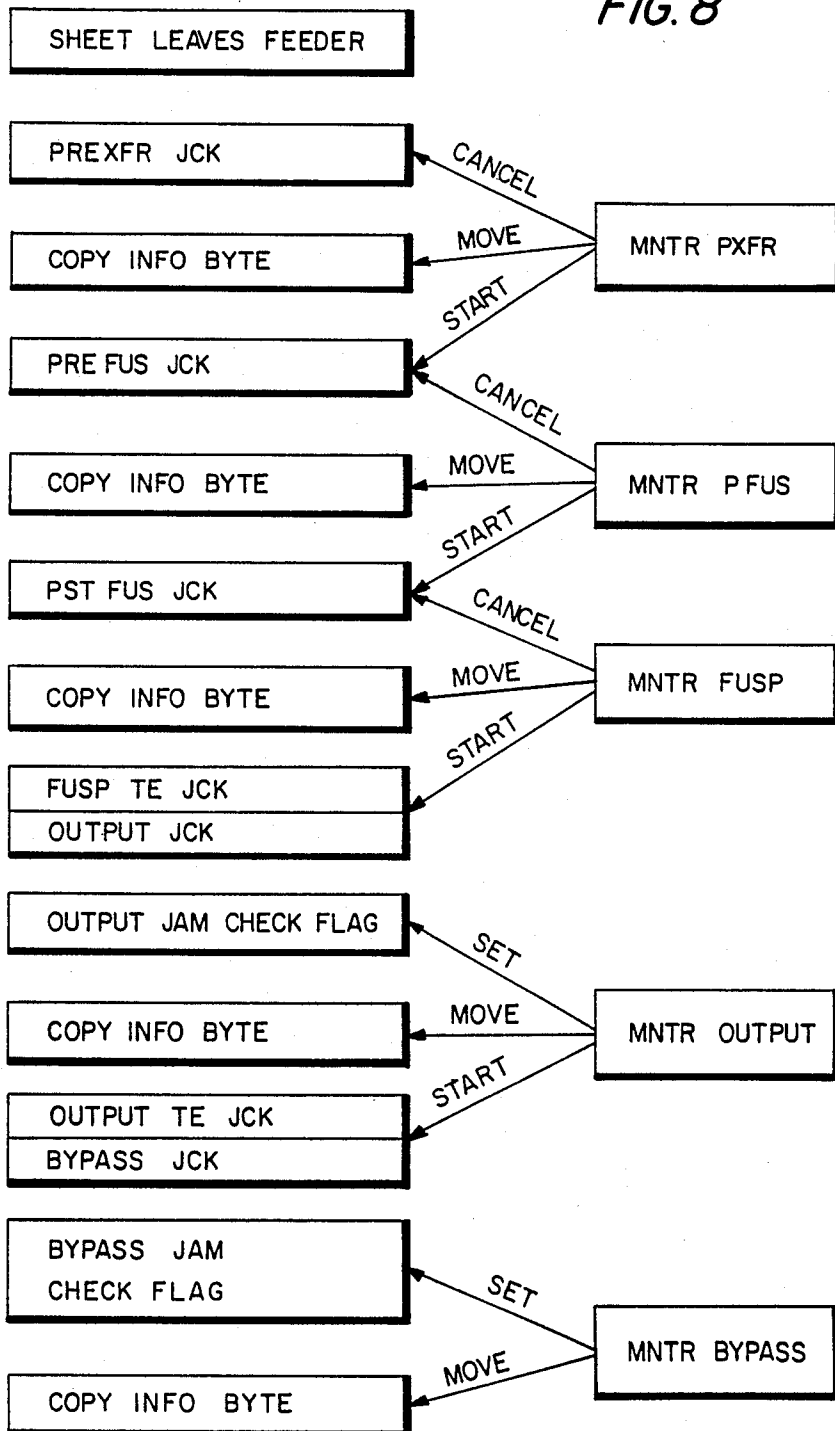 FIG. 8
SHEET LEAVES FEEDER
PREXFR JCK
CANCEL
COPY INFO BYTE
MOVE
MNTR PXFR
START
PRE FUS JCK
CANCEL
COPY INFO BYTE
MOVE
MNTR PFUS
START
PST FUS JCK
CANCEL
COPY INFO BYTE
MOVE
MNTR FUSP
START
FUSP TE JCK
OUTPUT JCK
OUTPUT JAM CHECK FLAG
SET
COPY INFO BYTE
MOVE
MNTR OUTPUT
START
OUTPUT TE JCK
BYPASS JCK
BYPASS JAM
CHECK FLAG
SET
MNTR BYPASS
MOVE
COPY INFO BYTE